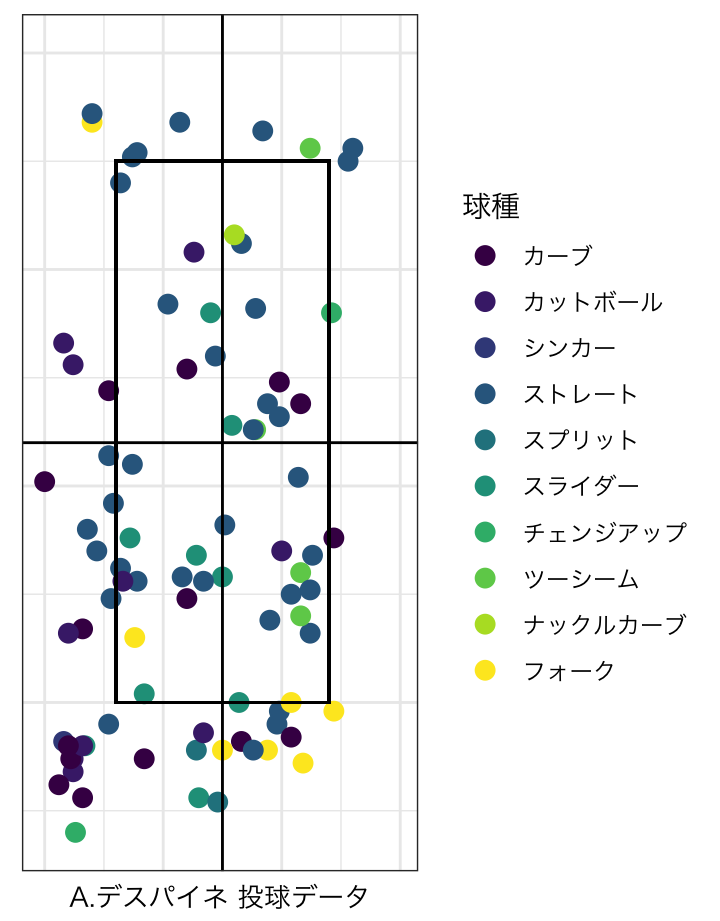 球種
カーブ
カットボール
シンカー
ストレート
スプリット
スライダー
チェンジアップ
ツーシーム
ナックルカーブ
フォーク
A.デスパイネ 投球データ